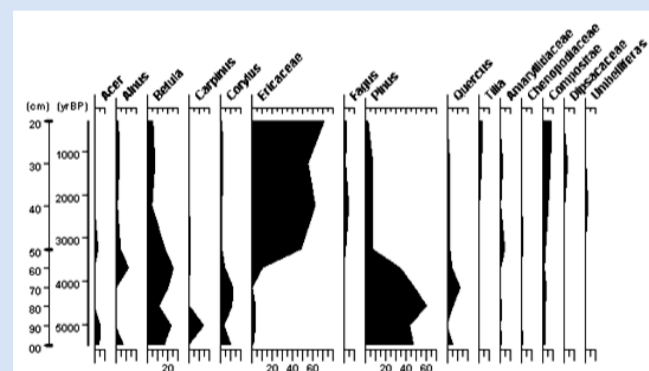 Acer
Alnus
Betula
Carpinus
Corylus
Ericaceae
Fagus
Pinus
Quercus
Tilia
Amaryllidaceae
Chenopodiaceae
Compositae
Dipsacaceae
Umbelliferas
(cm) (yrBP)
20
1000
30
2000
40
3000
50
60
4000
70
80
5000
90
00
20
20 40 60
20 40 60